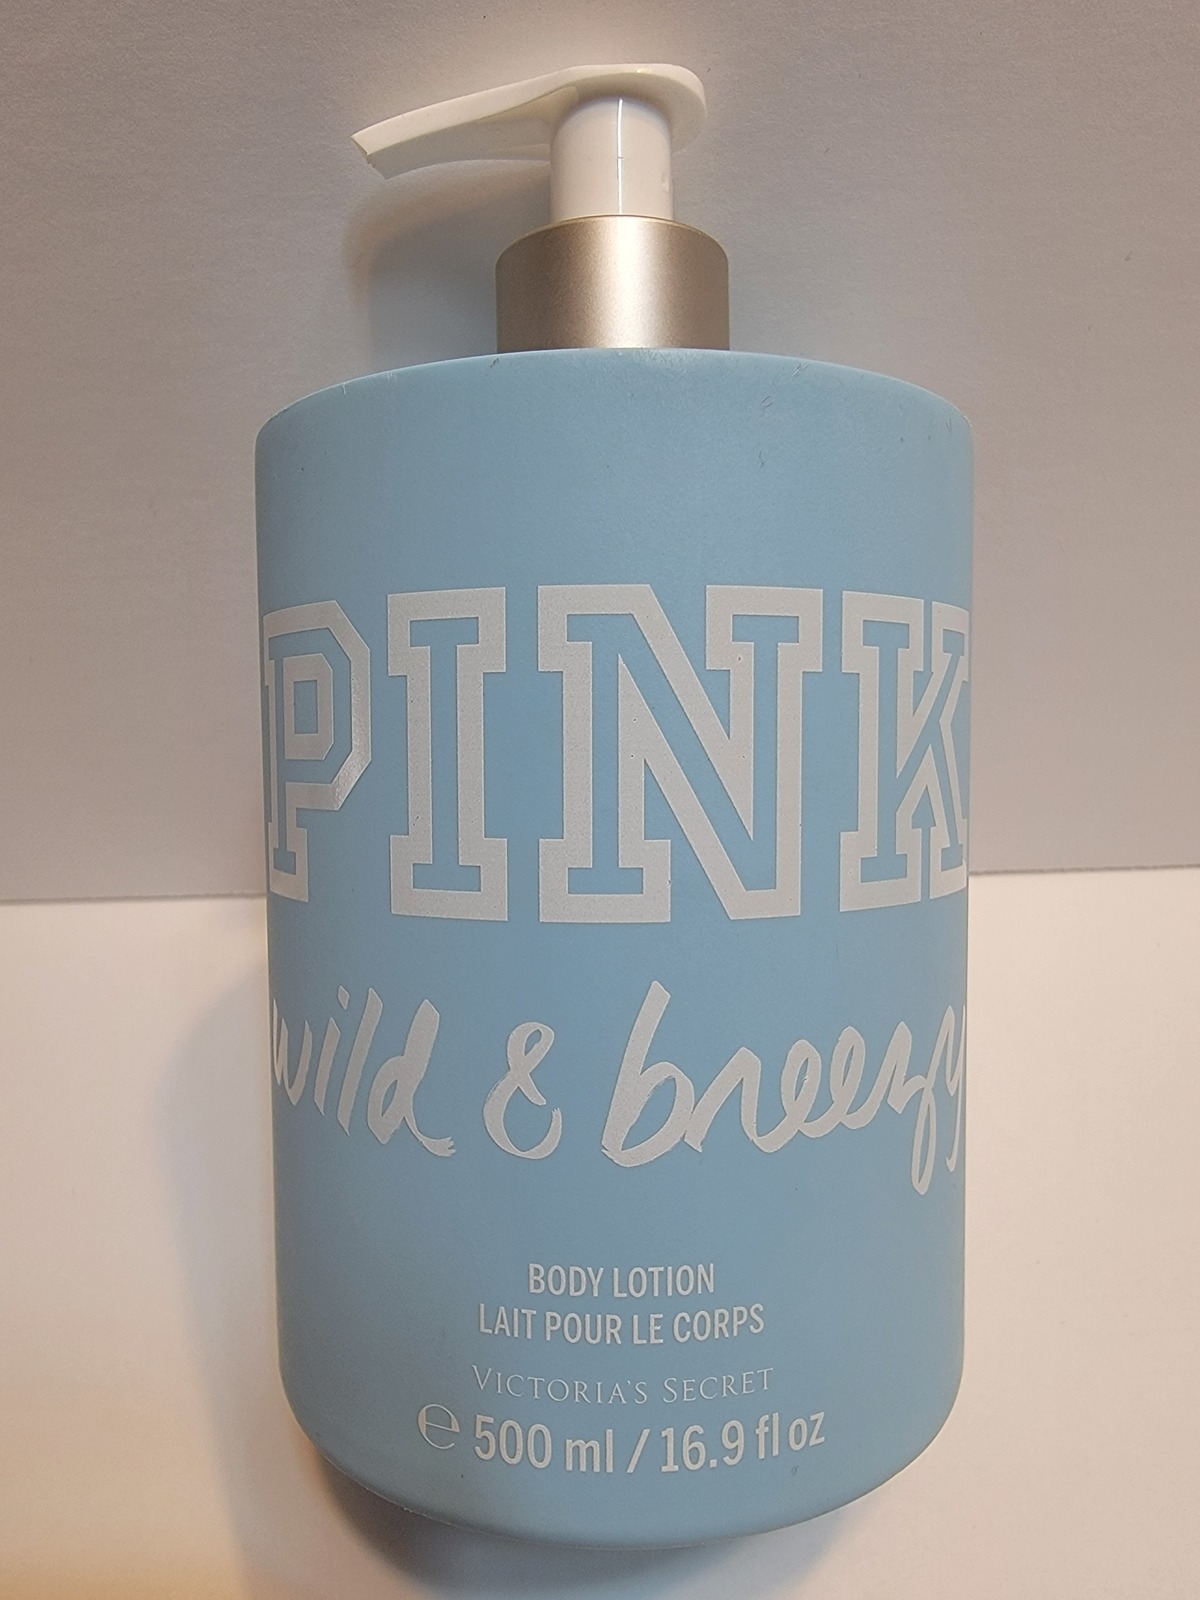 PINK
wild & breezy
BODY LOTION
LAIT POUR LE CORPS
VICTORIA'S SECRET
℮ 500 ml / 16.9 fl oz